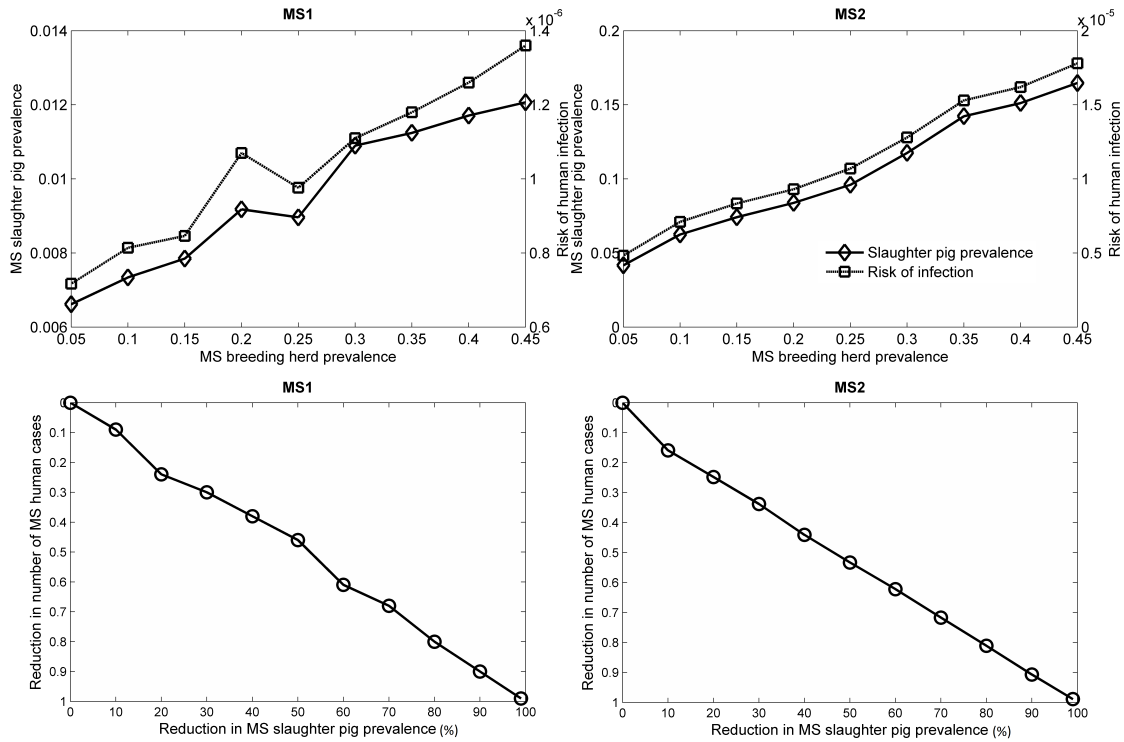 MS1
x 10-6
0.014
0.012
0.01
0.008
0.006
1.4
1.2
1
0.8
0.6
MS slaughter pig prevalence
Risk of human infection
0.05 0.1 0.15 0.2 0.25 0.3 0.35 0.4 0.45
MS breeding herd prevalence
MS2
x 10-5
0.2
0.15
0.1
0.05
0
2
1.5
1
0.5
0
MS slaughter pig prevalence
Risk of human infection
Slaughter pig prevalence
Risk of infection
0.05 0.1 0.15 0.2 0.25 0.3 0.35 0.4 0.45
MS breeding herd prevalence
MS1
0
0.1
0.2
0.3
0.4
0.5
0.6
0.7
0.8
0.9
1
Reduction in number of MS human cases
0 10 20 30 40 50 60 70 80 90 100
Reduction in MS slaughter pig prevalence (%)
MS2
0
0.1
0.2
0.3
0.4
0.5
0.6
0.7
0.8
0.9
1
Reduction in number of MS human cases
0 10 20 30 40 50 60 70 80 90 100
Reduction in MS slaughter pig prevalence (%)